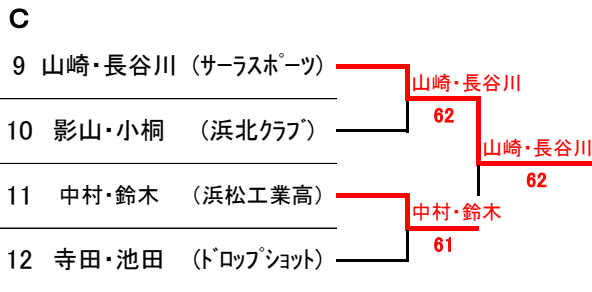 C
9 山崎・長谷川 (ｻｰﾗｽﾎﾟｰﾂ)
山崎・長谷川
62
10 影山・小桐 (浜北ｸﾗﾌﾞ)
山崎・長谷川
62
11 中村・鈴木 (浜松工業高)
中村・鈴木
61
12 寺田・池田 (ﾄﾞﾛｯﾌﾟｼｮｯﾄ)